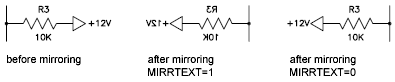 R3
+12V
10K
+12V
R3
10K
+12V
R3
10K
before mirroring
after mirroring
MIRRTEXT=1
after mirroring
MIRRTEXT=0